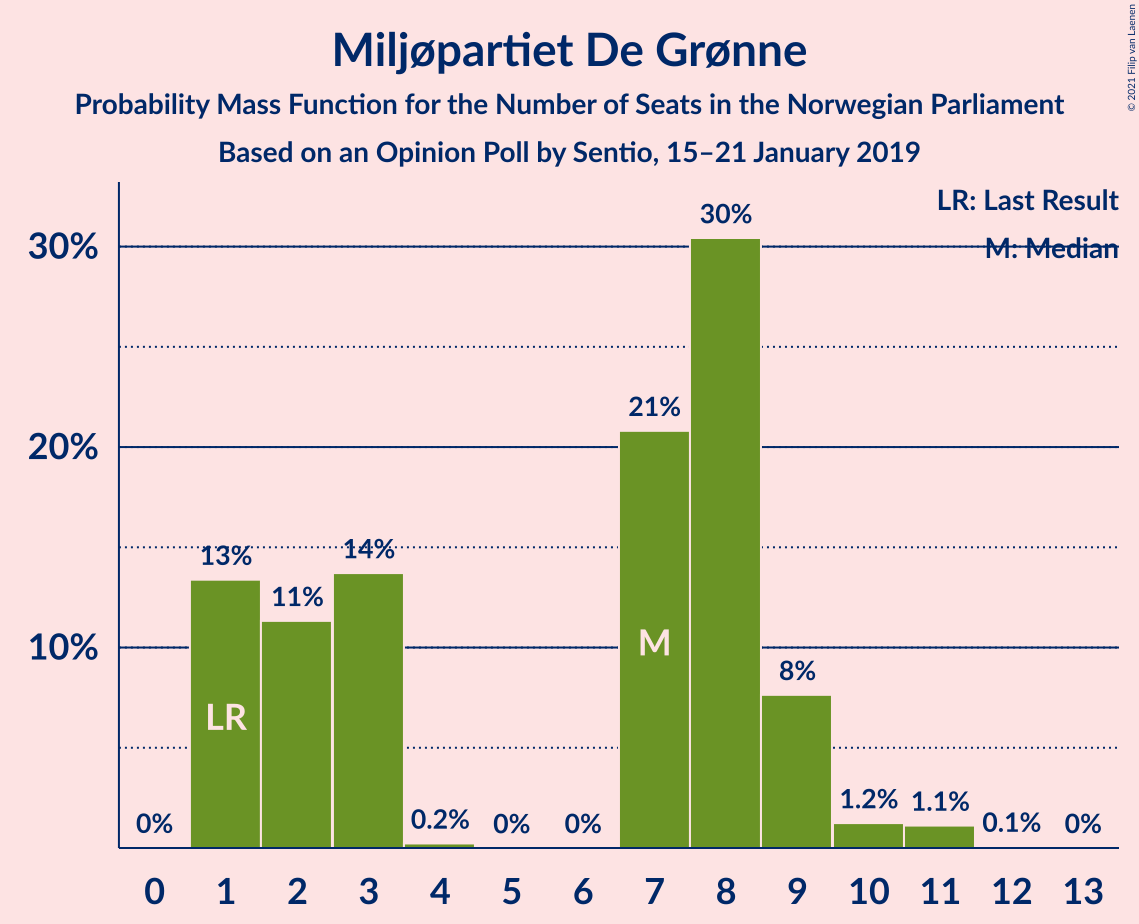 Miljøpartiet De Grønne
Probability Mass Function for the Number of Seats in the Norwegian Parliament
Based on an Opinion Poll by Sentio, 15–21 January 2019
© 2021 Filip van Laenen
LR: Last Result
M: Median
30%
20%
10%
0%
13%
11%
14%
0.2%
0%
0%
21%
30%
8%
1.2%
1.1%
0.1%
0%
LR
M
0 1 2 3 4 5 6 7 8 9 10 11 12 13